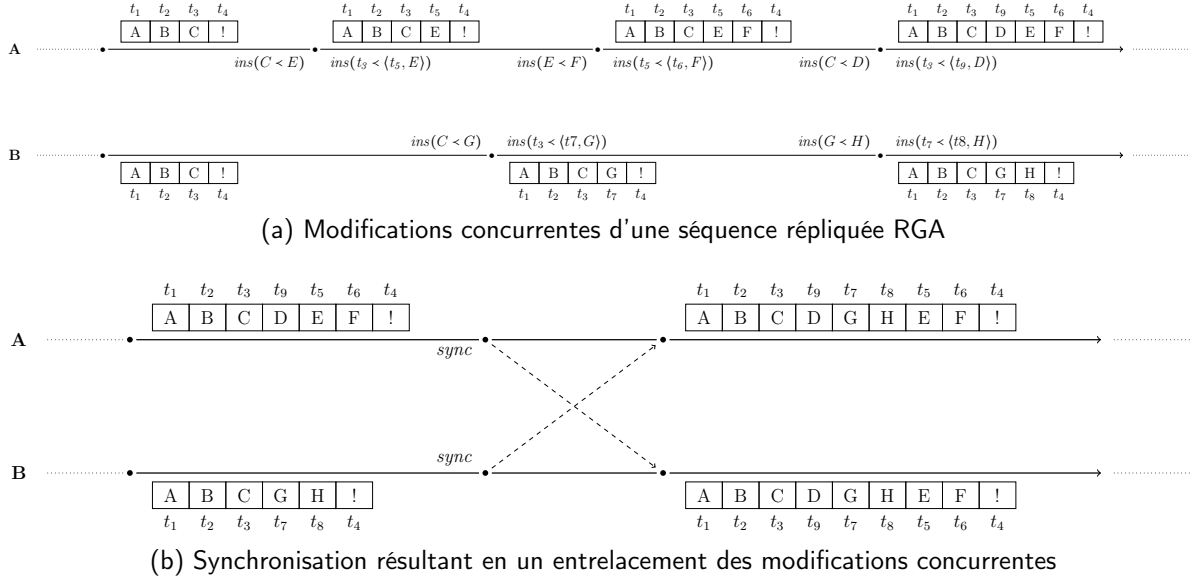 t₁ t₂ t₃ t₄ t₁ t₂ t₃ t₅ t₄ t₁ t₂ t₃ t₅ t₆ t₄ t₁ t₂ t₃ t₉ t₅ t₆ t₄
A B C ! A B C E ! A B C E F ! A B C D E F !
A
ins(C ≺ E) ins(t₃ ≺ ⟨t₅, E⟩) ins(E ≺ F) ins(t₅ ≺ ⟨t₆, F⟩) ins(C ≺ D) ins(t₃ ≺ ⟨t₉, D⟩)
ins(C ≺ G) ins(t₃ ≺ ⟨t7, G⟩) ins(G ≺ H) ins(t₇ ≺ ⟨t8, H⟩)
B
A B C ! A B C G ! A B C G H !
t₁ t₂ t₃ t₄ t₁ t₂ t₃ t₇ t₄ t₁ t₂ t₃ t₇ t₈ t₄
(a) Modifications concurrentes d'une séquence répliquée RGA
t₁ t₂ t₃ t₉ t₅ t₆ t₄ t₁ t₂ t₃ t₉ t₇ t₈ t₅ t₆ t₄
A B C D E F ! A B C D G H E F !
A
sync
sync
B
A B C G H ! A B C D G H E F !
t₁ t₂ t₃ t₇ t₈ t₄ t₁ t₂ t₃ t₉ t₇ t₈ t₅ t₆ t₄
(b) Synchronisation résultant en un entrelacement des modifications concurrentes